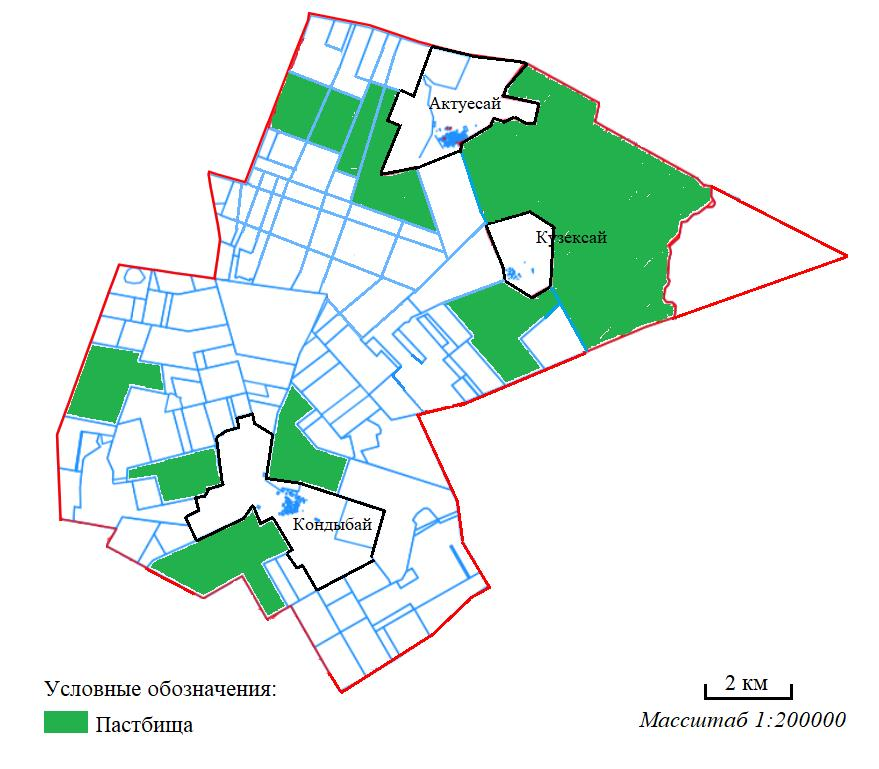 Актуесай
Кузексай
Кондыбай
Условные обозначения:
Пастбища
2 км
Масштаб 1:200000